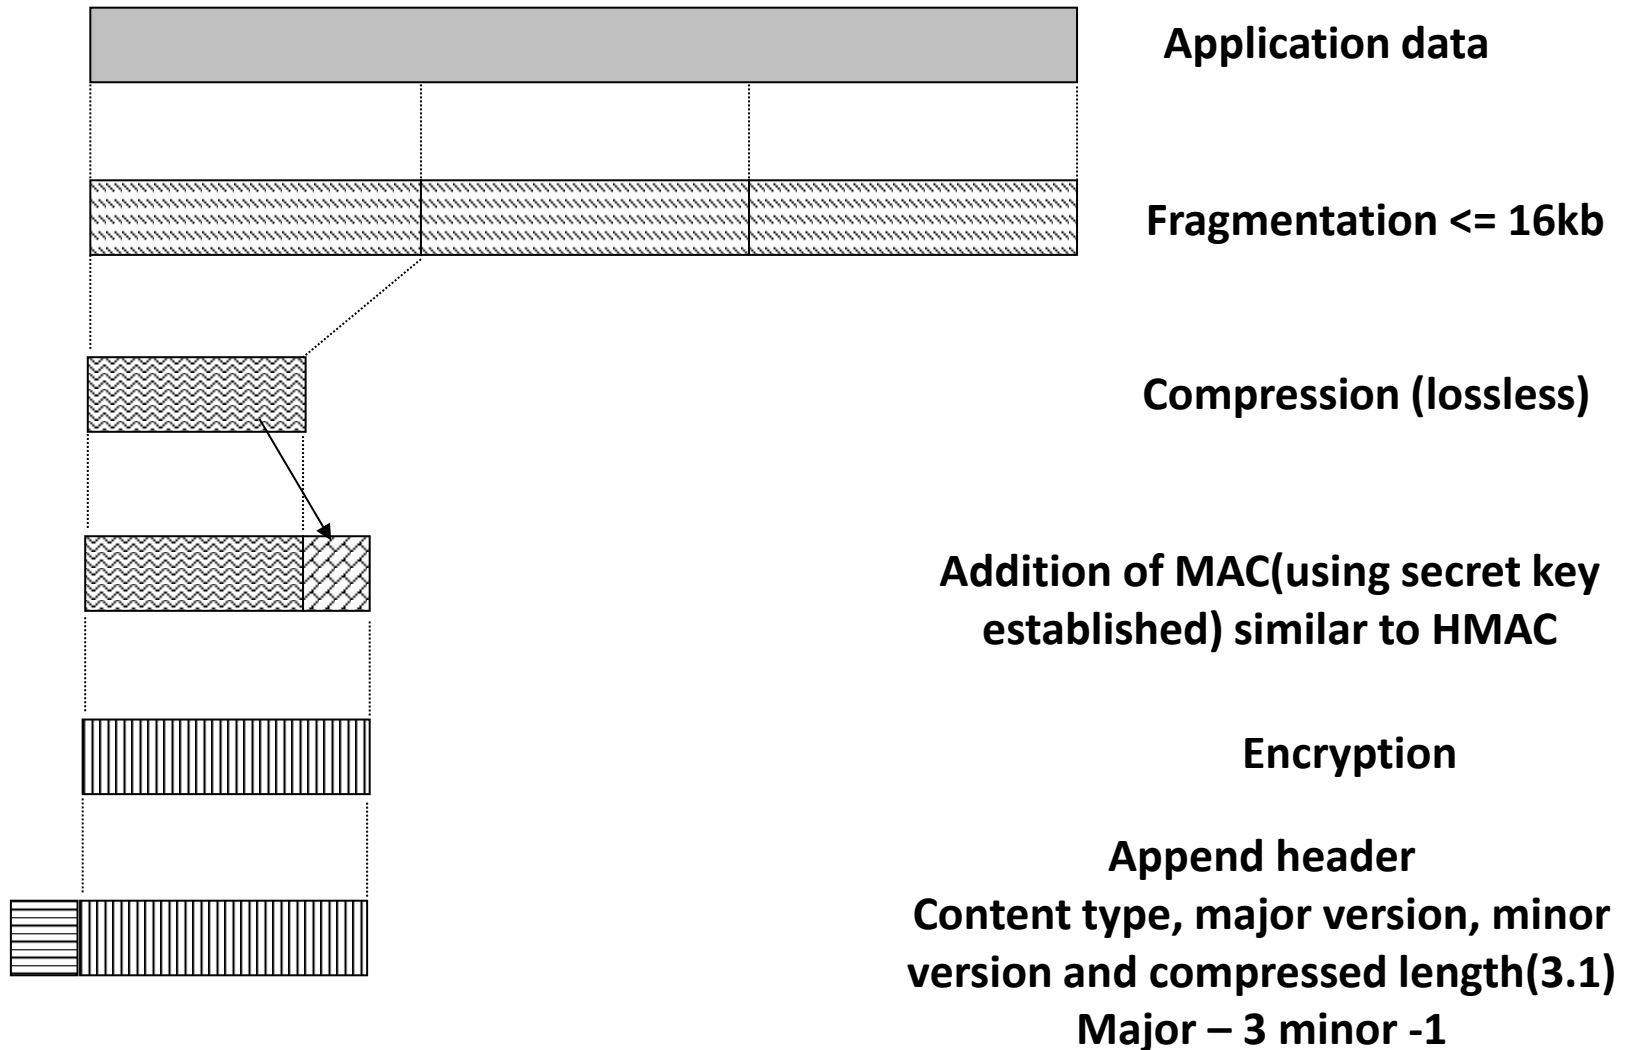 Application data
Fragmentation <= 16kb
Compression (lossless)
Addition of MAC(using secret key
established) similar to HMAC
Encryption
Append header
Content type, major version, minor
version and compressed length(3.1)
Major – 3 minor -1